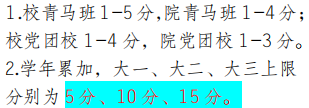 1.校青马班1-5分,院青马班1-4分；
校党团校1-4分，院党团校1-3分。
2.学年累加，大一、大二、大三上限
分别为5分、10分、15分。